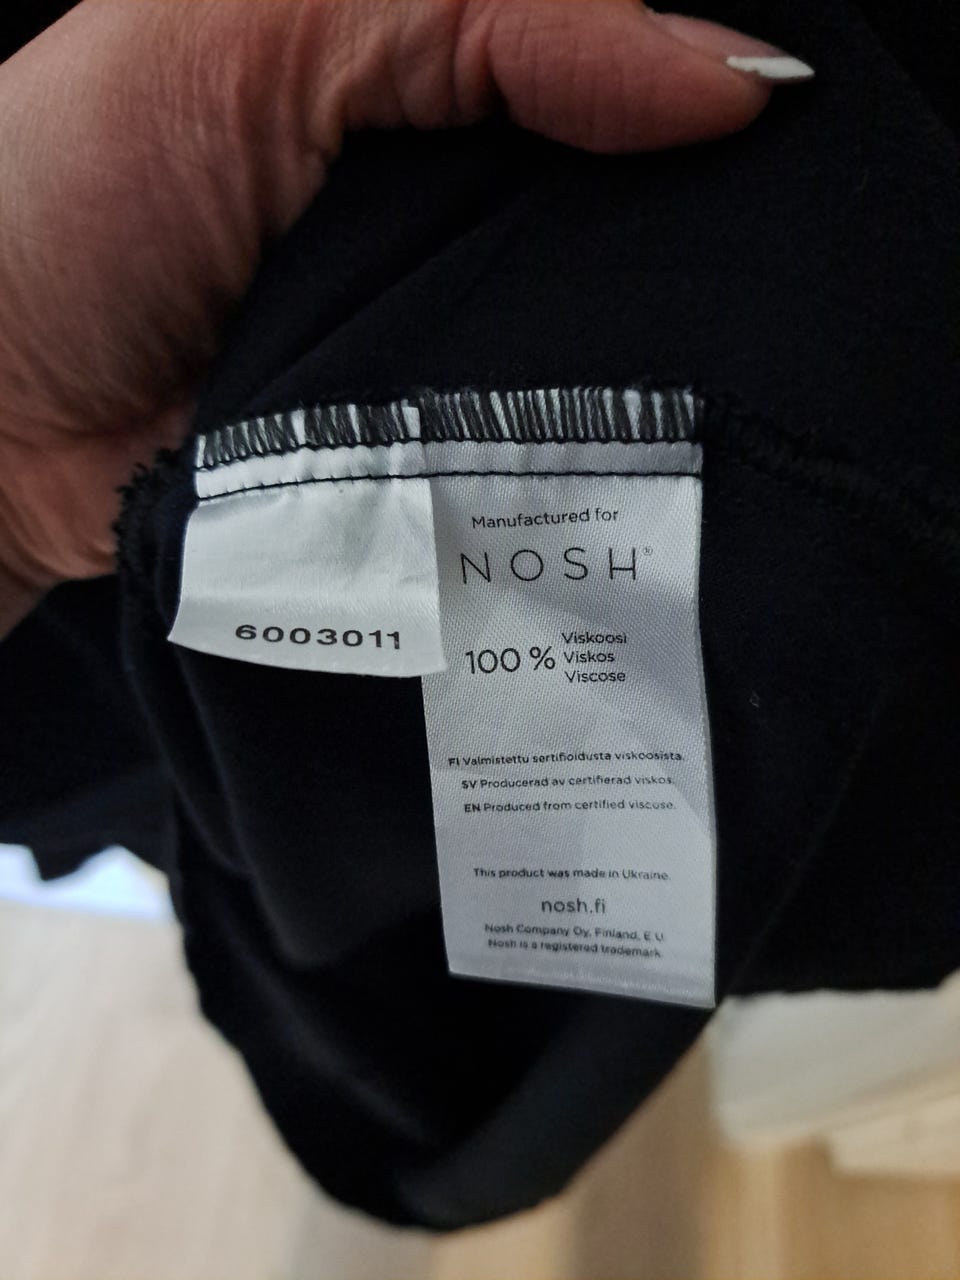 6003011
Manufactured for
NOSH®
100 % Viskoosi
Viskos
Viscose
FI Valmistettu sertifioidusta viskoosista.
SV Producerad av certifierad viskos.
EN Produced from certified viscose.
This product was made in Ukraine.
nosh.fi
Nosh Company Oy, Finland, E.U.
Nosh is a registered trademark.